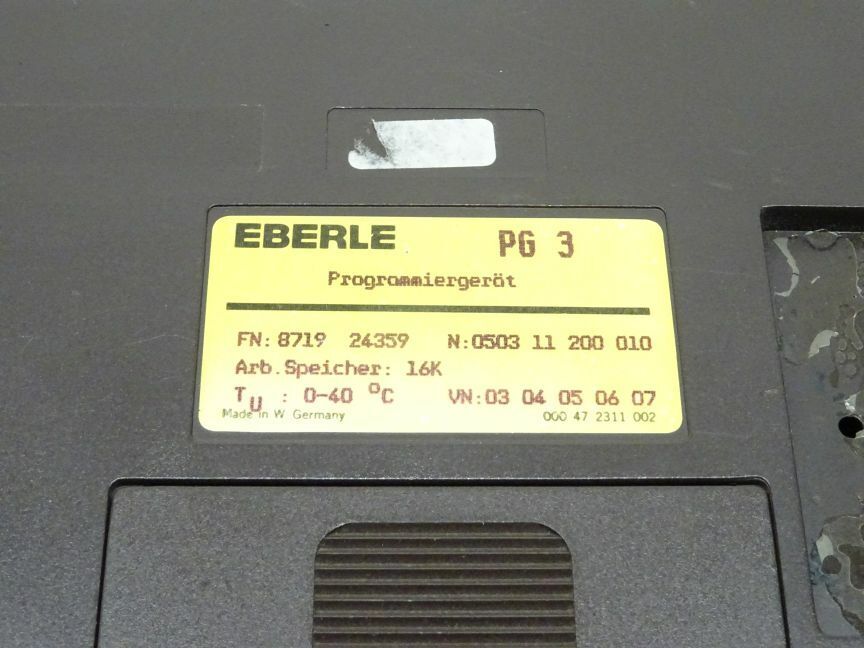 EBERLE PG 3
Programmiergerät
FN: 8719 24359 N:0503 11 200 010
Arb.Speicher: 16K
TU : 0-40 °C VN:03 04 05 06 07
Made in W. Germany 000 47 2311 002